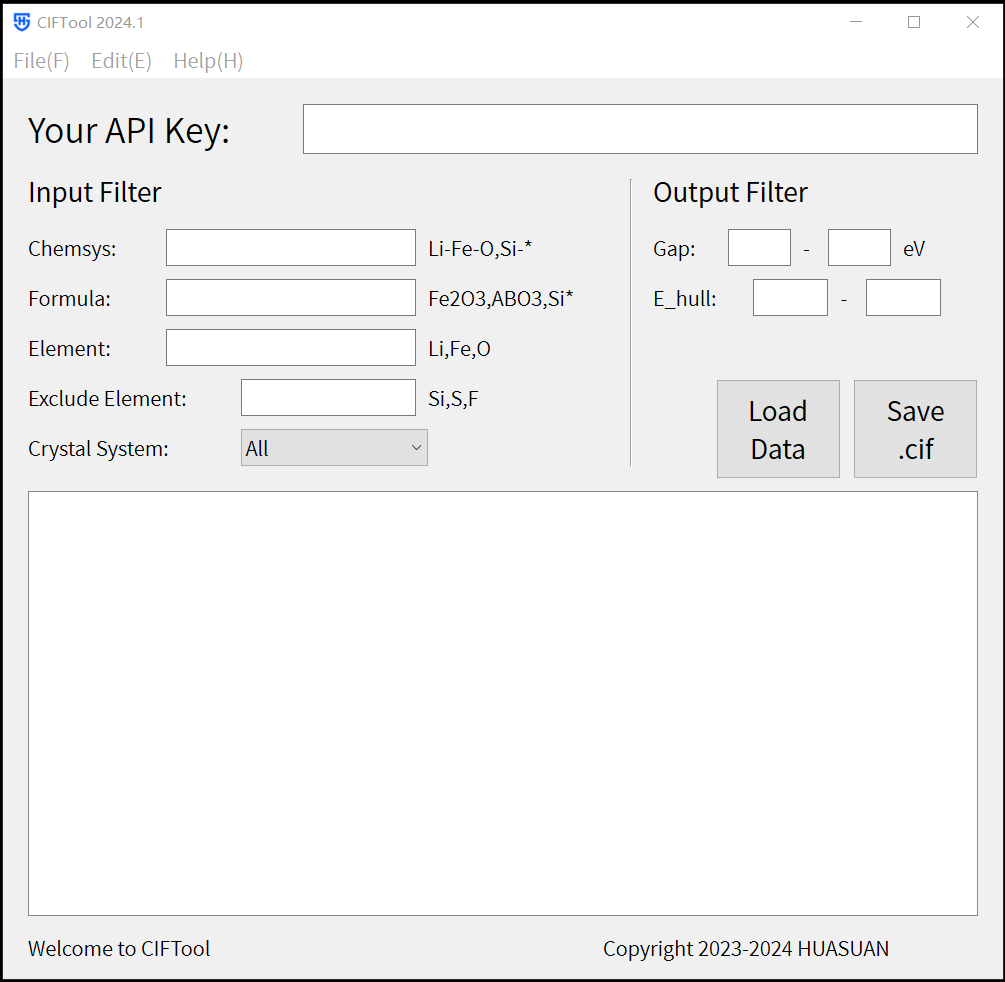 CIFTool 2024.1
File(F) Edit(E) Help(H)
Your API Key:
Input Filter
Chemsys: Li-Fe-O,Si-*
Formula: Fe2O3,ABO3,Si*
Element: Li,Fe,O
Exclude Element: Si,S,F
Crystal System: All
Output Filter
Gap: - eV
E_hull: -
Load
Data
Save
.cif
Welcome to CIFTool
Copyright 2023-2024 HUASUAN